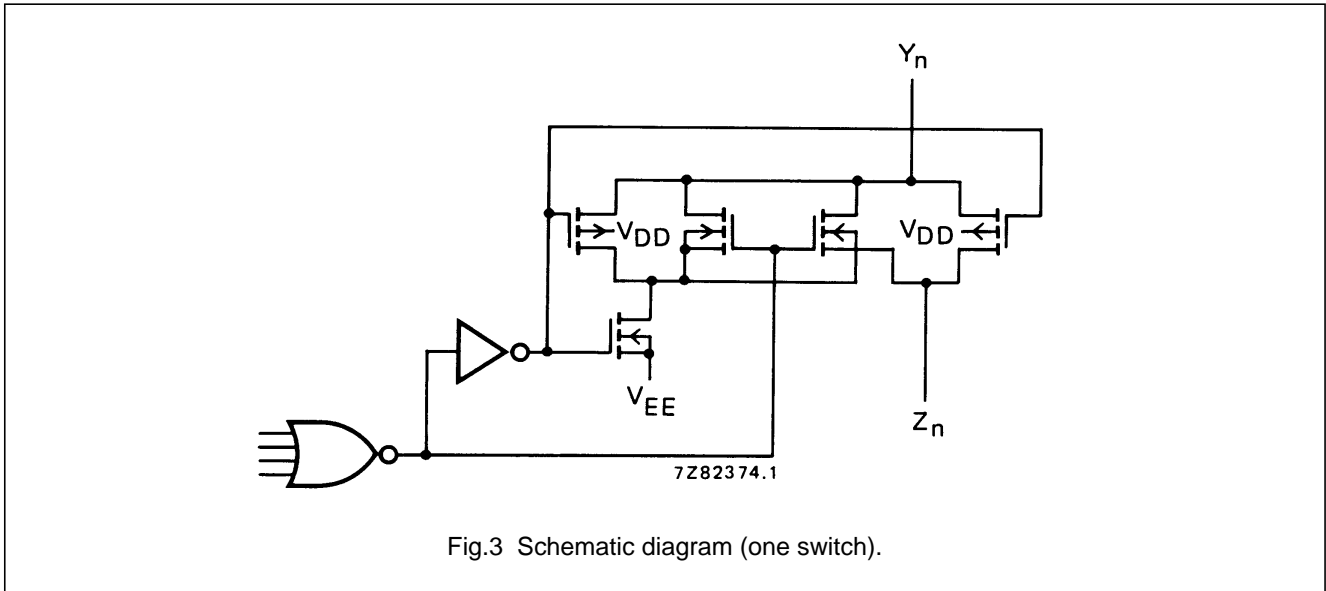 Yn
VDD VDD
VEE
Zn
7Z82374.1
Fig.3 Schematic diagram (one switch).